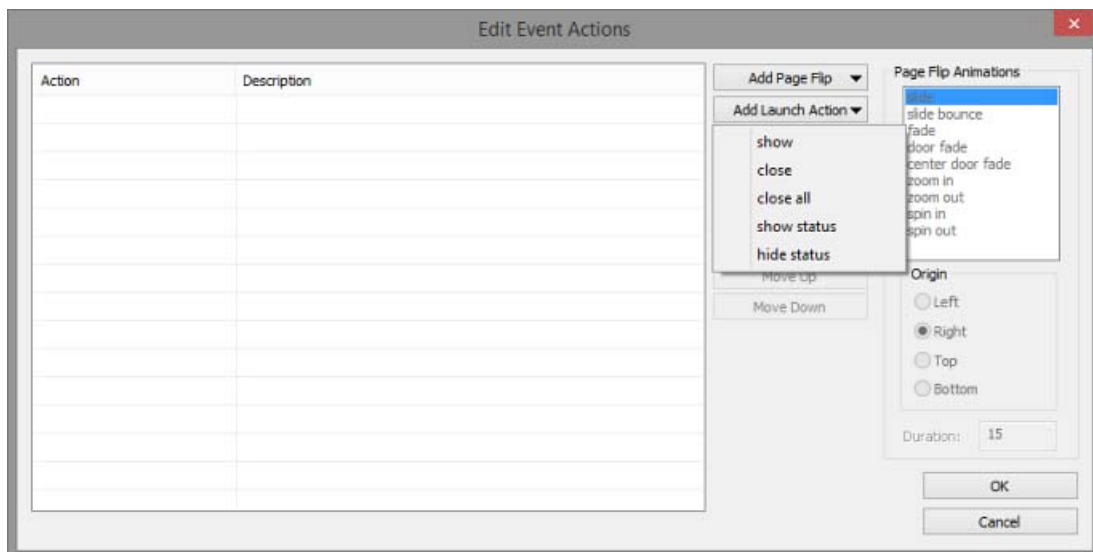 Edit Event Actions
Action Description
Add Page Flip
Add Launch Action
show
close
close all
show status
hide status
Move Up
Move Down
Page Flip Animations
slide
slide bounce
fade
door fade
center door fade
zoom in
zoom out
spin in
spin out
Origin
Left
Right
Top
Bottom
Duration: 15
OK
Cancel